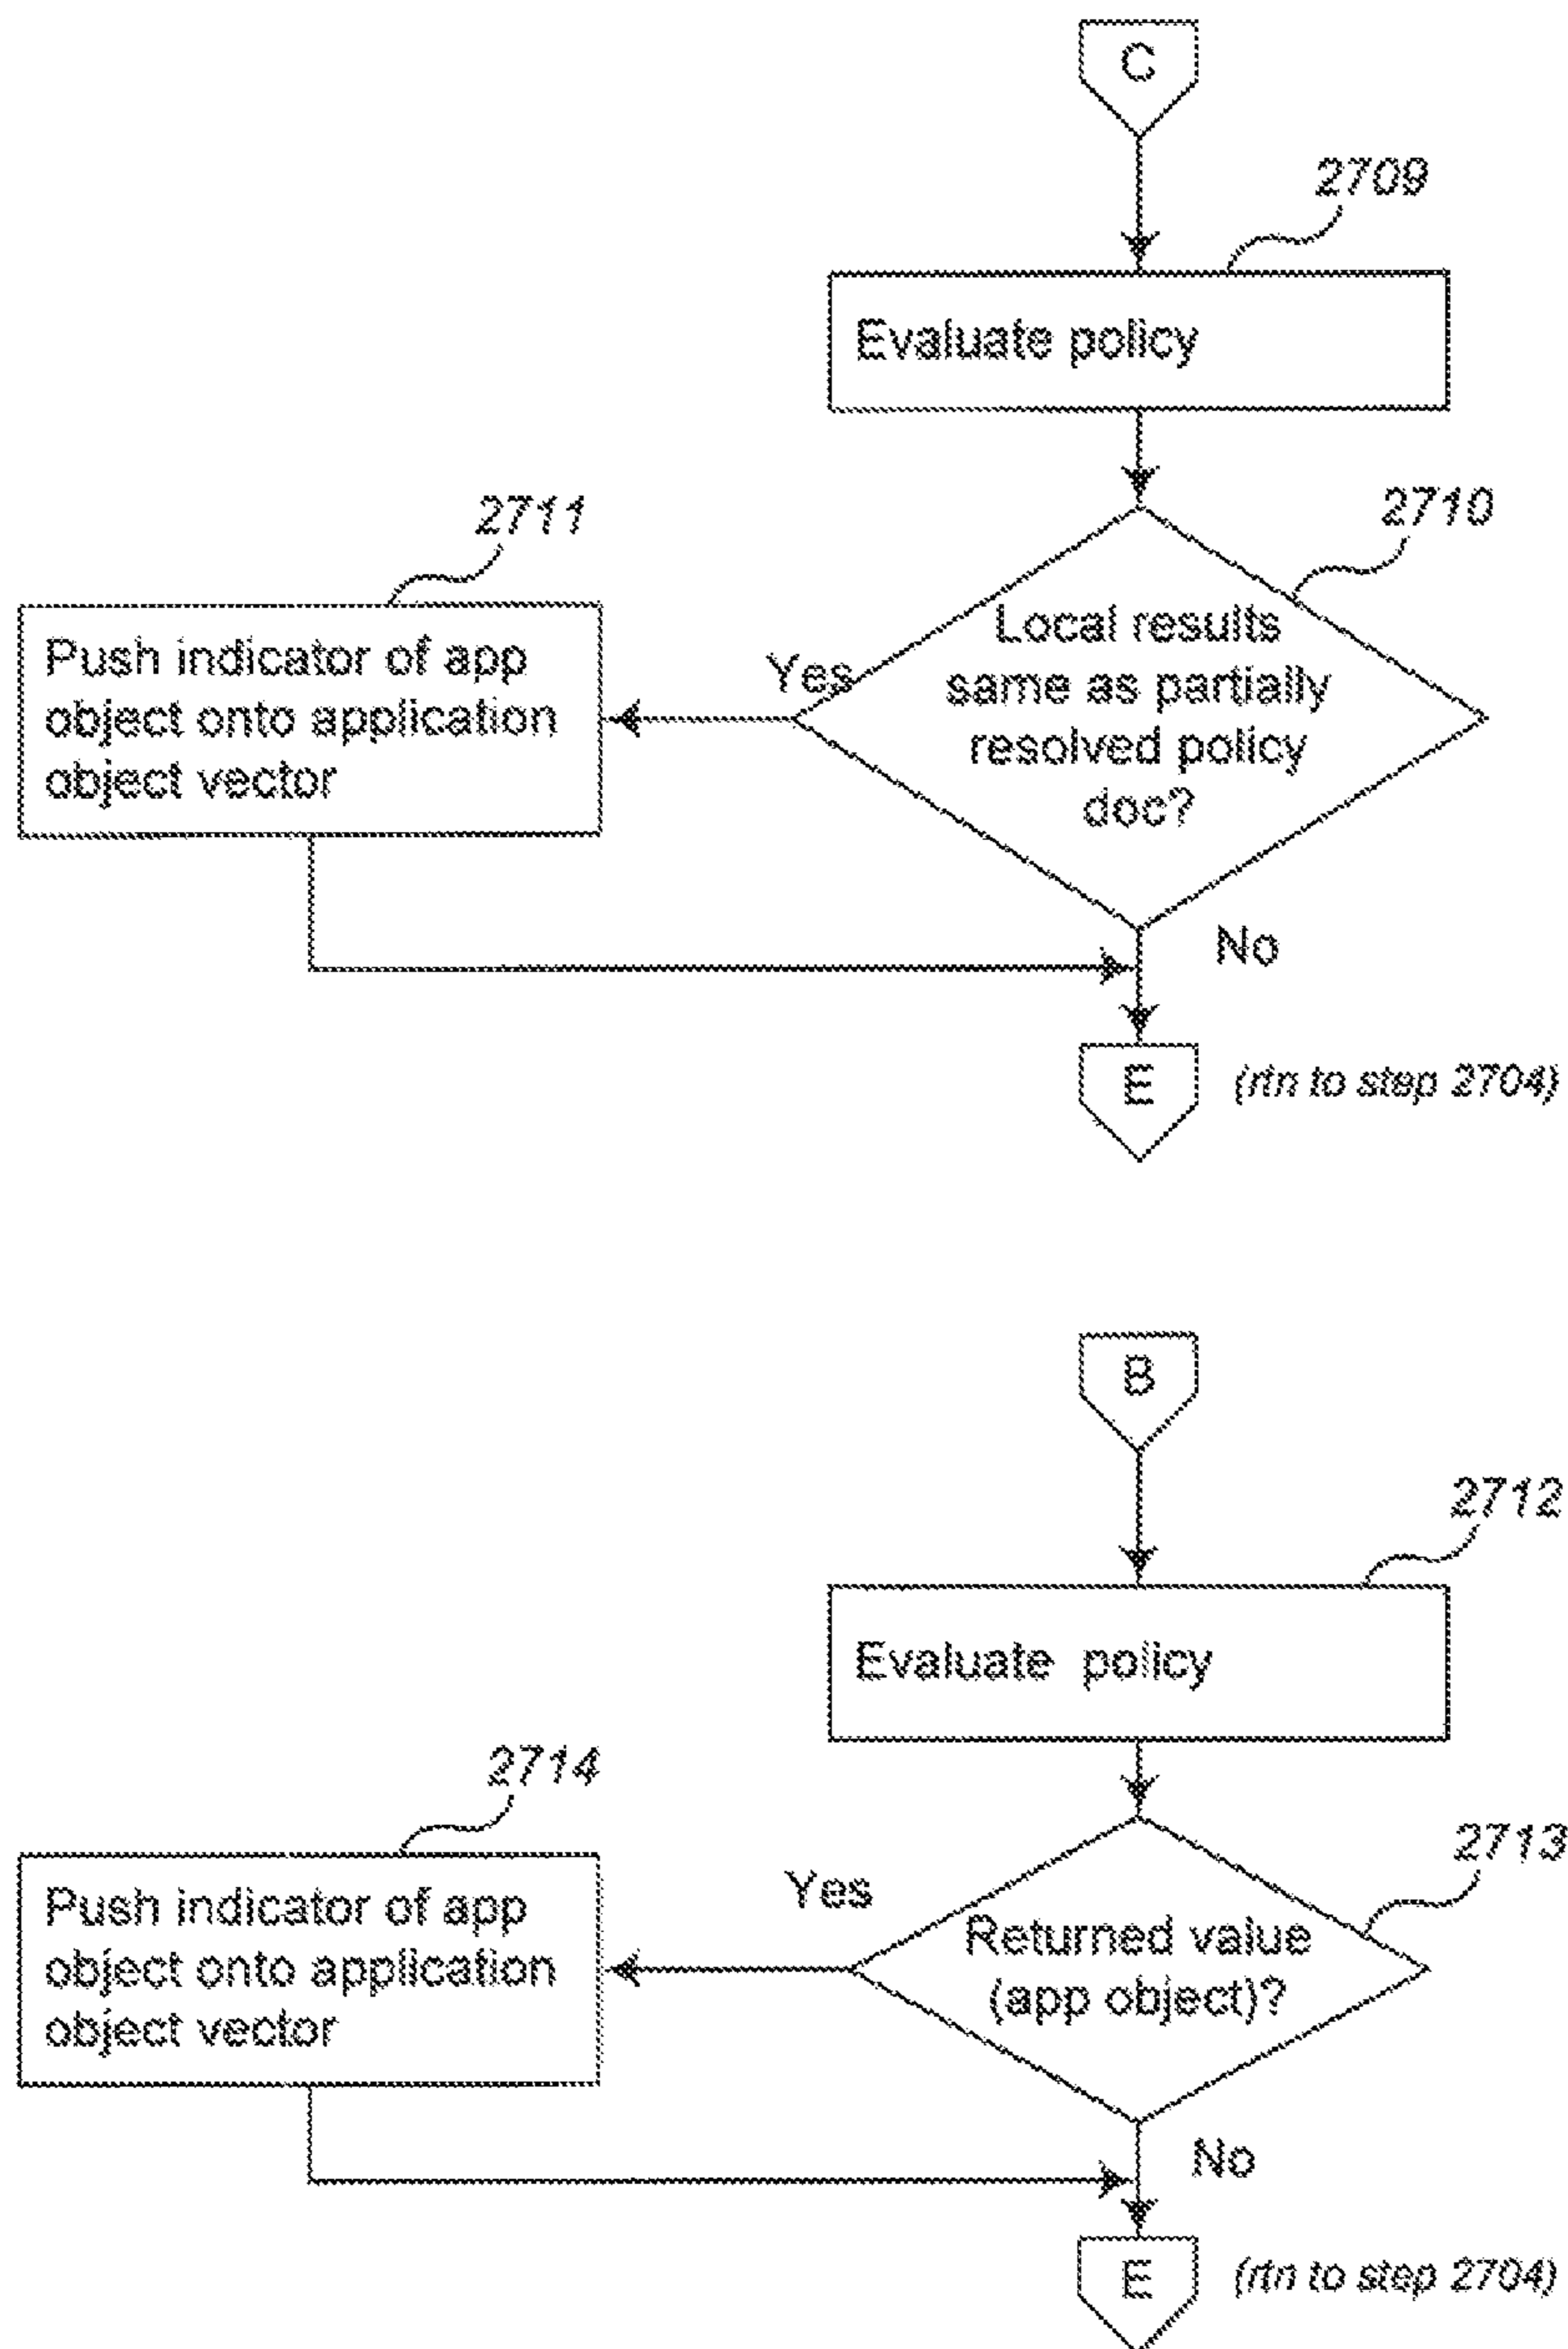 C
2709
Evaluate policy
2710
2711
Local results
same as partially
resolved policy
doc?
Yes
Push indicator of app
object onto application
object vector
No
E
(rtn to step 2704)
B
2712
Evaluate policy
2714
2713
Yes
Returned value
(app object)?
Push indicator of app
object onto application
object vector
No
E
(rtn to step 2704)